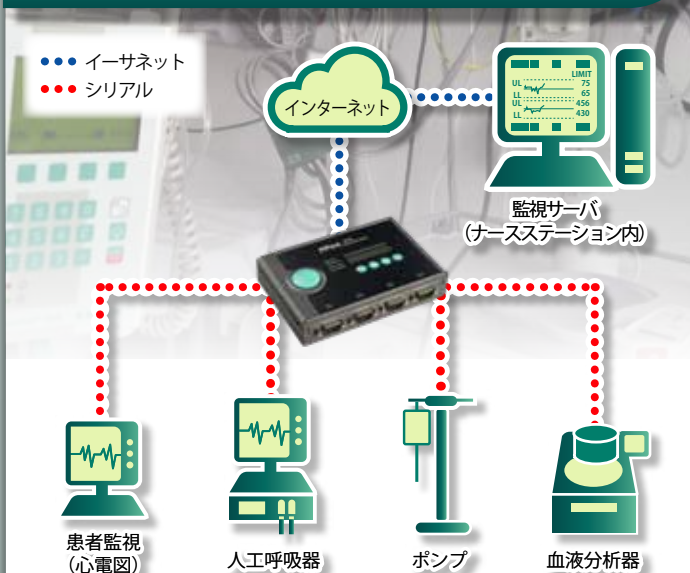 イーサネット
シリアル
インターネット
LIMIT
UL 75
LL 65
UL 456
LL 430
監視サーバ
(ナースステーション内)
患者監視
(心電図)
人工呼吸器
ポンプ
血液分析器